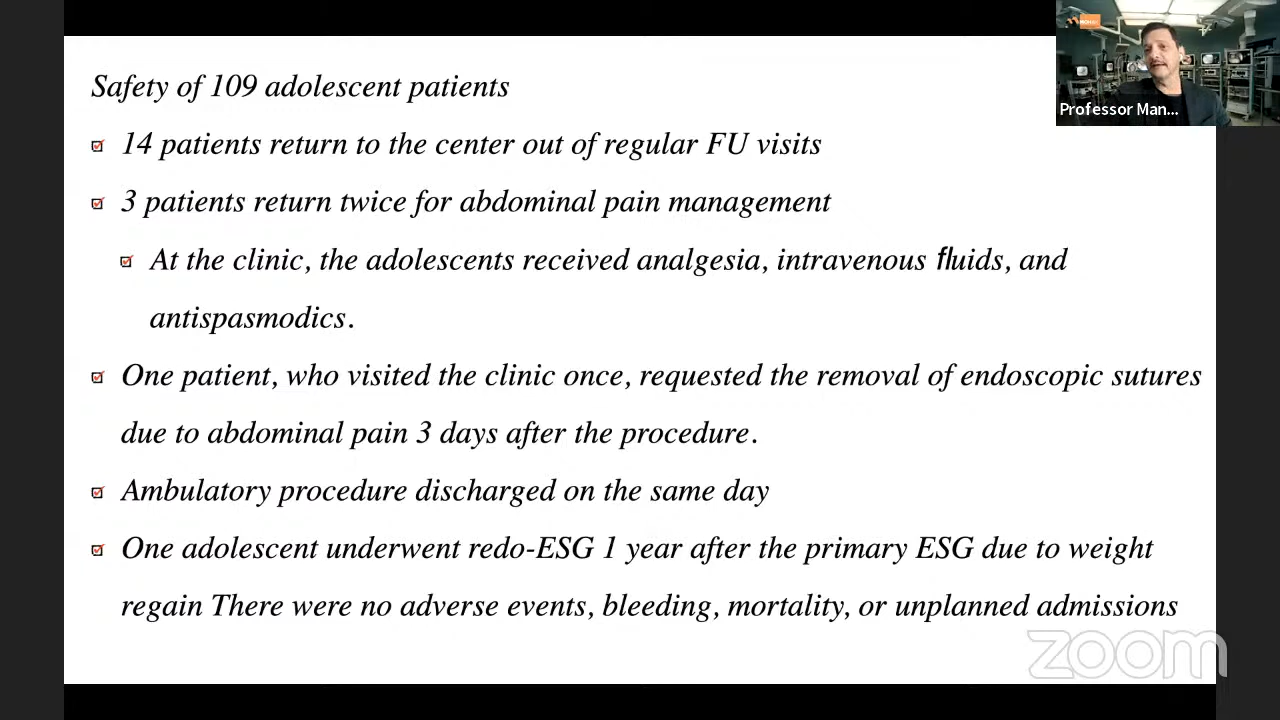 Safety of 109 adolescent patients
14 patients return to the center out of regular FU visits
3 patients return twice for abdominal pain management
At the clinic, the adolescents received analgesia, intravenous fluids, and
antispasmodics.
One patient, who visited the clinic once, requested the removal of endoscopic sutures
due to abdominal pain 3 days after the procedure.
Ambulatory procedure discharged on the same day
One adolescent underwent redo-ESG 1 year after the primary ESG due to weight
regain There were no adverse events, bleeding, mortality, or unplanned admissions
Professor Man...
zoom